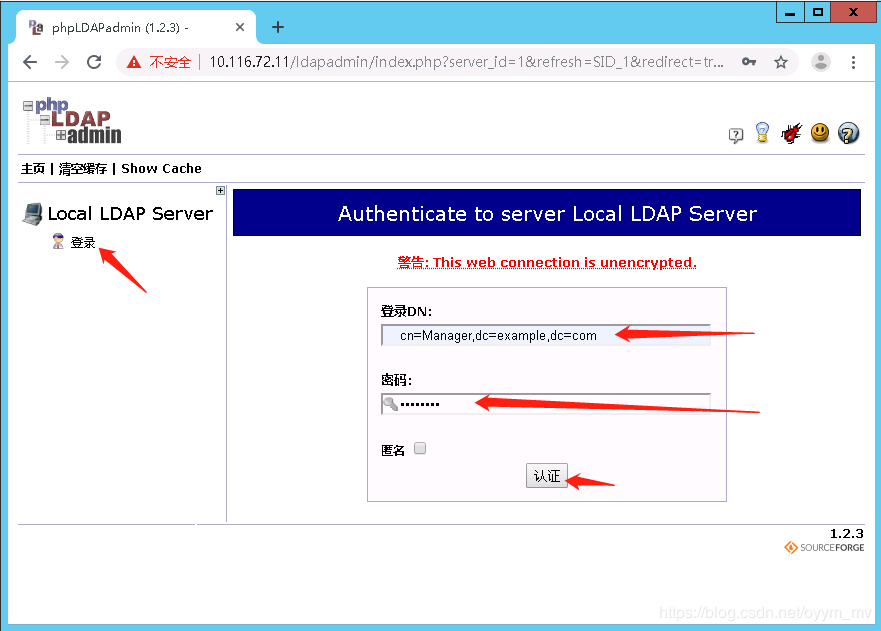 phpLDAPadmin (1.2.3) -
不安全 10.116.72.11/ldapadmin/index.php?server_id=1&refresh=SID_1&redirect=tr...
php
LDAP
admin
主页 | 清空缓存 | Show Cache
Local LDAP Server
登录
Authenticate to server Local LDAP Server
警告: This web connection is unencrypted.
登录DN:
cn=Manager,dc=example,dc=com
密码:
••••••••
匿名
认证
1.2.3
SOURCEFORGE
https://blog.csdn.net/oyym_mv